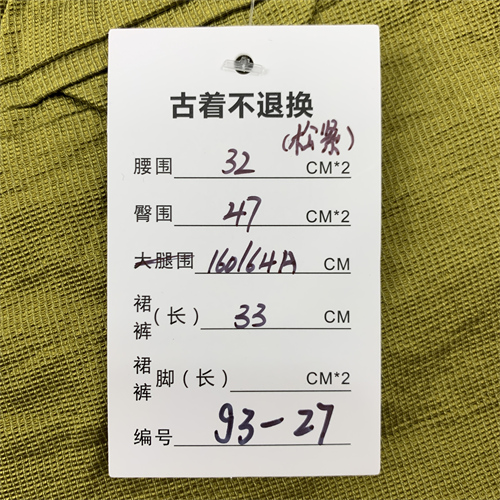 古着不退换
(松紧)
腰围 32 CM*2
臀围 47 CM*2
大腿围 160/64A CM
裙裤(长) 33 CM
裙裤脚(长) CM*2
编号 93-27